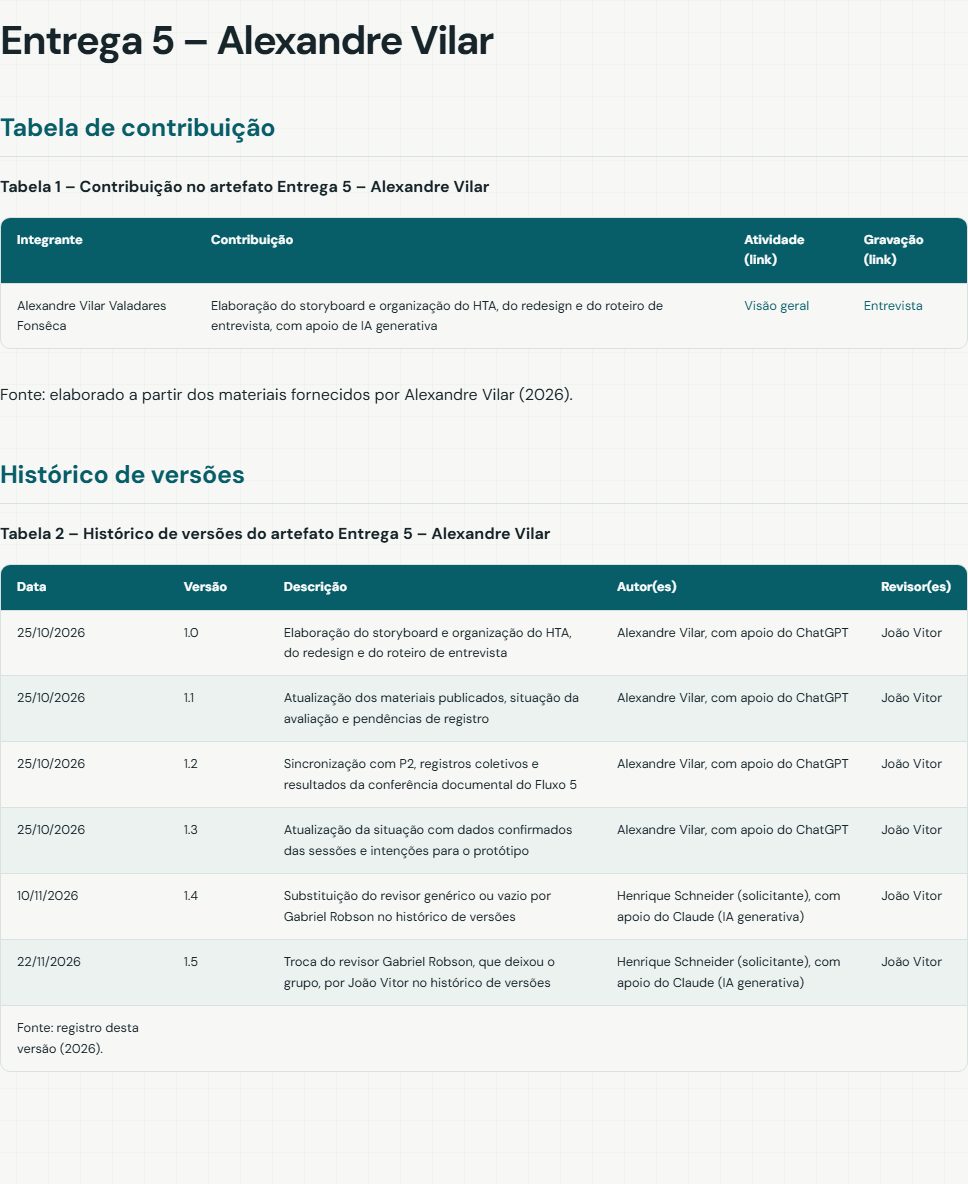 Entrega 5 – Alexandre Vilar
Tabela de contribuição
Tabela 1 – Contribuição no artefato Entrega 5 – Alexandre Vilar
Integrante Contribuição Atividade (link) Gravação (link)
Alexandre Vilar Valadares Fonsêca Elaboração do storyboard e organização do HTA, do redesign e do roteiro de entrevista, com apoio de IA generativa Visão geral Entrevista
Fonte: elaborado a partir dos materiais fornecidos por Alexandre Vilar (2026).
Histórico de versões
Tabela 2 – Histórico de versões do artefato Entrega 5 – Alexandre Vilar
Data Versão Descrição Autor(es) Revisor(es)
25/10/2026 1.0 Elaboração do storyboard e organização do HTA, do redesign e do roteiro de entrevista Alexandre Vilar, com apoio do ChatGPT João Vitor
25/10/2026 1.1 Atualização dos materiais publicados, situação da avaliação e pendências de registro Alexandre Vilar, com apoio do ChatGPT João Vitor
25/10/2026 1.2 Sincronização com P2, registros coletivos e resultados da conferência documental do Fluxo 5 Alexandre Vilar, com apoio do ChatGPT João Vitor
25/10/2026 1.3 Atualização da situação com dados confirmados das sessões e intenções para o protótipo Alexandre Vilar, com apoio do ChatGPT João Vitor
10/11/2026 1.4 Substituição do revisor genérico ou vazio por Gabriel Robson no histórico de versões Henrique Schneider (solicitante), com apoio do Claude (IA generativa) João Vitor
22/11/2026 1.5 Troca do revisor Gabriel Robson, que deixou o grupo, por João Vitor no histórico de versões Henrique Schneider (solicitante), com apoio do Claude (IA generativa) João Vitor
Fonte: registro desta versão (2026).